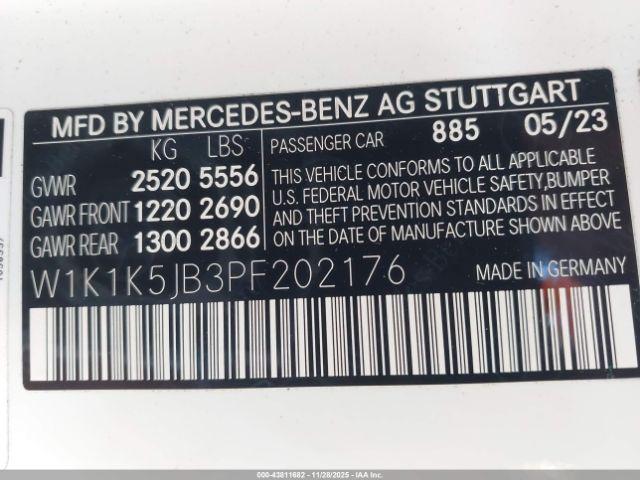 MFD BY MERCEDES-BENZ AG STUTTGART
KG LBS
GVWR 2520 5556
GAWR FRONT 1220 2690
GAWR REAR 1300 2866
PASSENGER CAR 885 05/23
THIS VEHICLE CONFORMS TO ALL APPLICABLE
U.S. FEDERAL MOTOR VEHICLE SAFETY,BUMPER
AND THEFT PREVENTION STANDARDS IN EFFECT
ON THE DATE OF MANUFACTURE SHOWN ABOVE.
W1K1K5JB3PF202176 MADE IN GERMANY
000-43811682 - 11/28/2025 - IAAI.COM